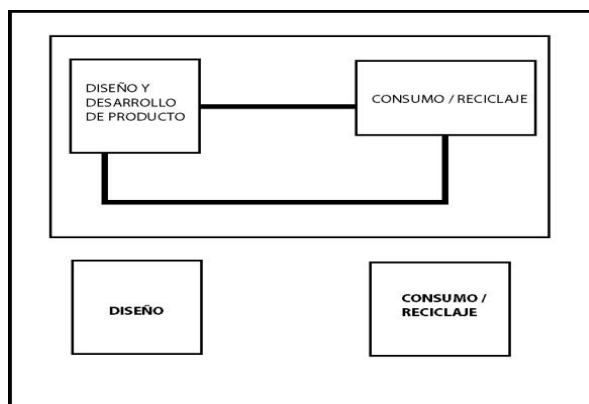 DISEÑO Y
DESARROLLO
DE PRODUCTO
CONSUMO / RECICLAJE
DISEÑO
CONSUMO /
RECICLAJE